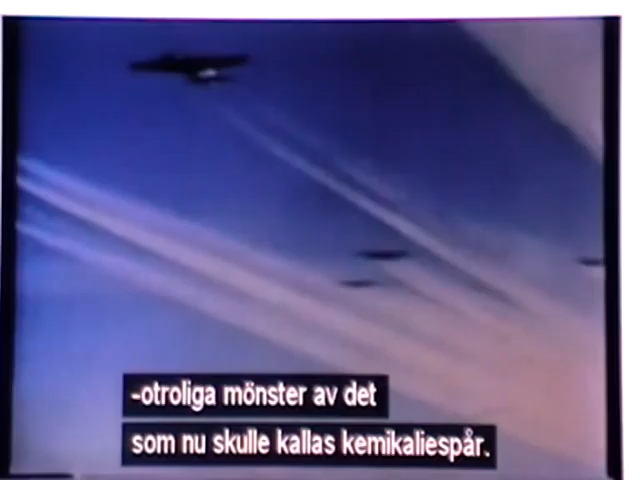 -otroliga mönster av det
som nu skulle kallas kemikaliespår.